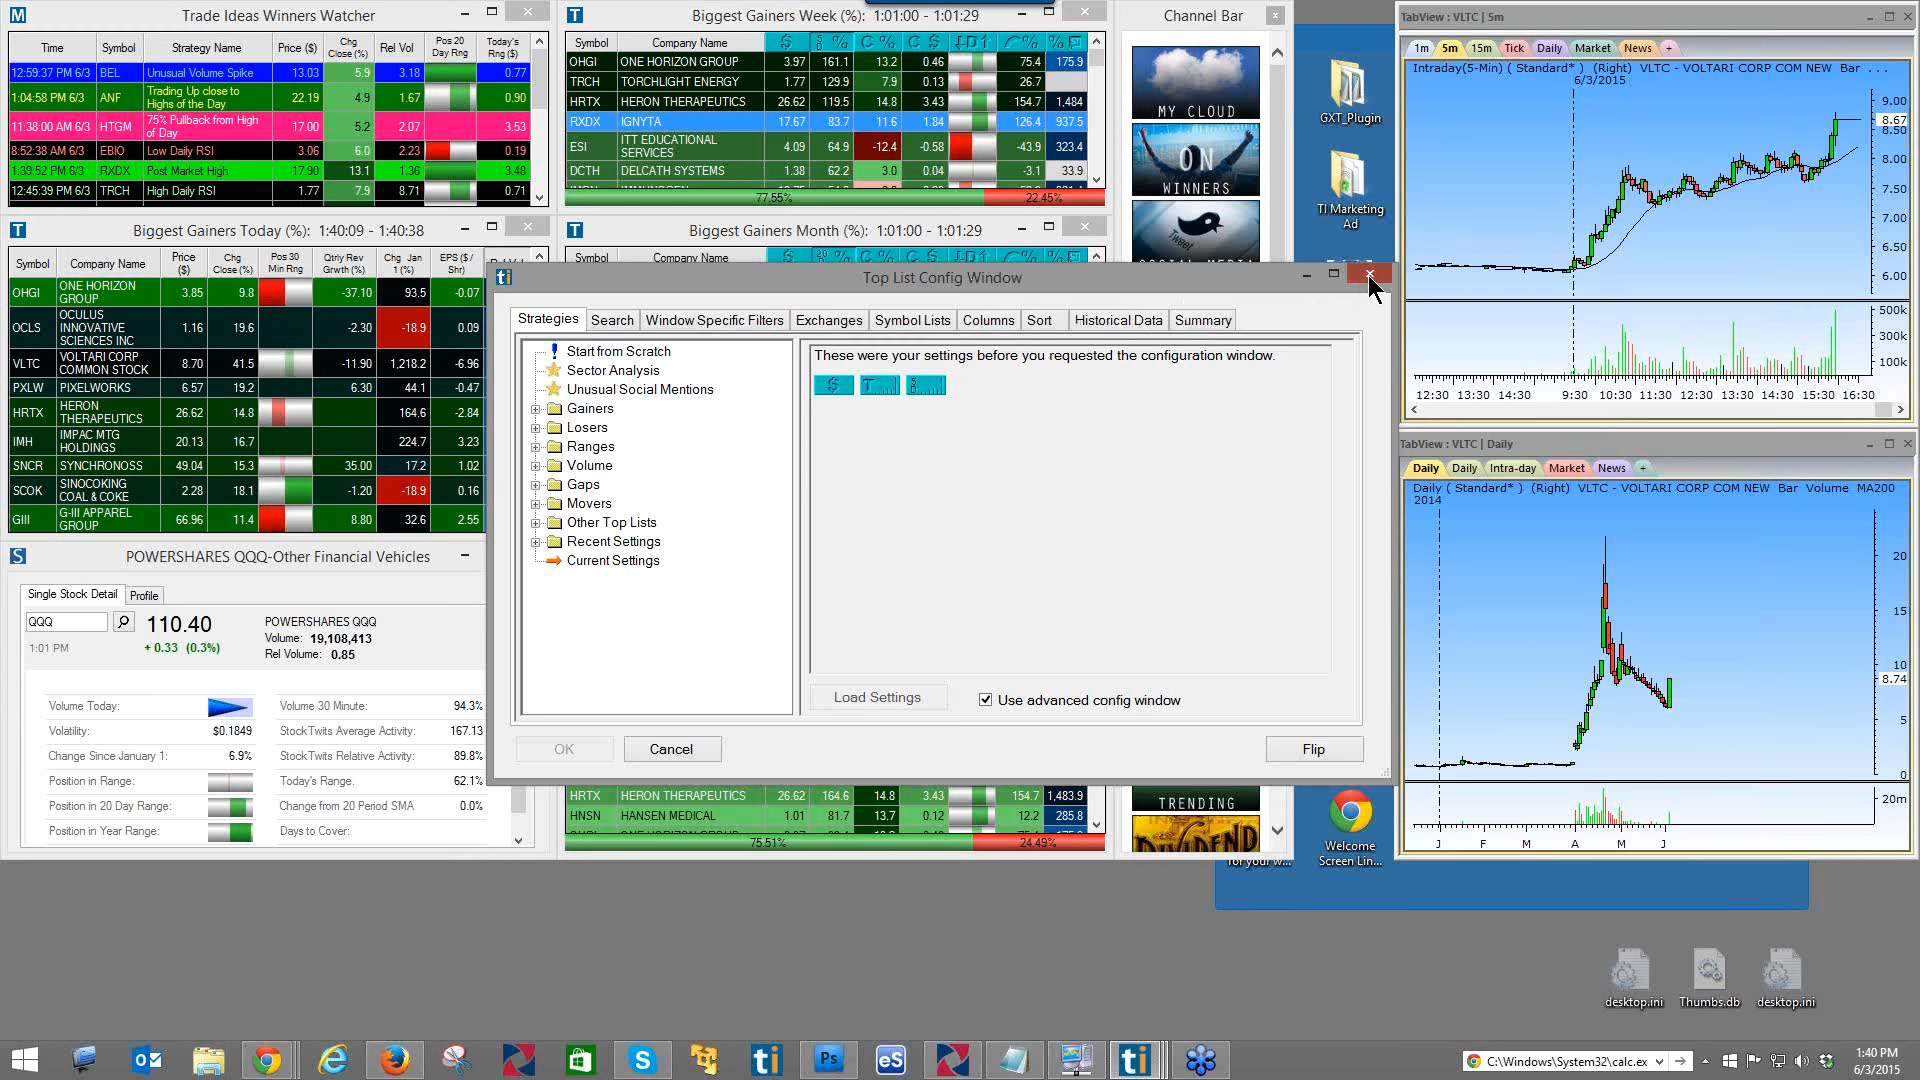 Trade Ideas Winners Watcher
Time Symbol Strategy Name Price ($) Chg Close (%) Rel Vol Pos 20 Day Rng Today's Rng ($)
12:59:37 PM 6/3 BEL Unusual Volume Spike 13.03 5.9 3.18 0.77
1:04:58 PM 6/3 ANF Trading Up close to Highs of the Day 22.19 4.9 1.67 0.90
11:38:00 AM 6/3 HTGM 75% Pullback from High of Day 17.00 5.2 2.07 3.53
8:52:38 AM 6/3 EBIO Low Daily RSI 3.06 6.0 2.23 0.19
1:39:52 PM 6/3 RXDX Post Market High 17.90 13.1 1.36 3.48
12:45:39 PM 6/3 TRCH High Daily RSI 1.77 7.9 8.71 0.71
Biggest Gainers Week (%): 1:01:00 - 1:01:29
Symbol Company Name
OHGI ONE HORIZON GROUP 3.97 161.1 13.2 0.46 75.4 175.9
TRCH TORCHLIGHT ENERGY 1.77 129.9 7.9 0.13 26.7
HRTX HERON THERAPEUTICS 26.62 119.5 14.8 3.43 154.7 1,484
RXDX IGNYTA 17.67 83.7 11.6 1.84 126.4 937.5
ESI ITT EDUCATIONAL SERVICES 4.09 64.9 -12.4 -0.58 -43.9 323.4
DCTH DELCATH SYSTEMS 1.38 62.2 3.0 0.04 -3.1 33.9
77.55% 22.45%
Channel Bar
MY CLOUD
ON
WINNERS
Tweet
GXT_Plugin
TI Marketing
Ad
Biggest Gainers Today (%): 1:40:09 - 1:40:38
Symbol Company Name Price ($) Chg Close (%) Pos 30 Min Rng Qtrly Rev Grwth (%) Chg Jan 1 (%) EPS ($ / Shr)
OHGI ONE HORIZON GROUP 3.85 9.8 -37.10 93.5 -0.07
OCLS OCULUS INNOVATIVE SCIENCES INC 1.16 19.6 -2.30 -18.9 0.09
VLTC VOLTARI CORP COMMON STOCK 8.70 41.5 -11.90 1,218.2 -6.96
PXLW PIXELWORKS 6.57 19.2 6.30 44.1 -0.47
HRTX HERON THERAPEUTICS 26.62 14.8 164.6 -2.84
IMH IMPAC MTG HOLDINGS 20.13 16.7 224.7 3.23
SNCR SYNCHRONOSS 49.04 15.3 35.00 17.2 1.02
SCOK SINOCOKING COAL & COKE 2.28 18.1 -1.20 -18.9 0.16
GIII G-III APPAREL GROUP 66.96 11.4 8.80 32.6 2.55
Biggest Gainers Month (%): 1:01:00 - 1:01:29
Symbol Company Name
Top List Config Window
Strategies Search Window Specific Filters Exchanges Symbol Lists Columns Sort Historical Data Summary
Start from Scratch
Sector Analysis
Unusual Social Mentions
Gainers
Losers
Ranges
Volume
Gaps
Movers
Other Top Lists
Recent Settings
Current Settings
These were your settings before you requested the configuration window.
Load Settings
Use advanced config window
OK Cancel Flip
POWERSHARES QQQ-Other Financial Vehicles
Single Stock Detail Profile
QQQ 110.40
1:01 PM + 0.33 (0.3%)
POWERSHARES QQQ
Volume: 19,108,413
Rel Volume: 0.85
Volume Today: Volume 30 Minute: 94.3%
Volatility: $0.1849 StockTwits Average Activity: 167.13
Change Since January 1: 6.9% StockTwits Relative Activity: 89.8%
Position in Range: Today's Range. 62.1%
Position in 20 Day Range: Change from 20 Period SMA 0.0%
Position in Year Range: Days to Cover:
HRTX HERON THERAPEUTICS 26.62 164.6 14.8 3.43 154.7 1,483.9
HNSN HANSEN MEDICAL 1.01 81.7 13.7 0.12 12.2 285.8
75.51% 24.49%
TRENDING
DIVIDEND
Welcome
Screen Lin...
for your w...
TabView : VLTC | 5m
1m 5m 15m Tick Daily Market News +
Intraday(5-Min) ( Standard* ) (Right) VLTC - VOLTARI CORP COM NEW Bar ...
6/3/2015
9.00
8.67
8.50
8.00
7.50
7.00
6.50
6.00
500k
300k
100k
12:30 13:30 14:30 9:30 10:30 11:30 12:30 13:30 14:30 15:30 16:30
TabView : VLTC | Daily
Daily Daily Intra-day Market News +
Daily ( Standard* ) (Right) VLTC - VOLTARI CORP COM NEW Bar Volume MA200
2014
20
15
10
8.74
5
0
20m
J F M A M J
desktop.ini Thumbs.db desktop.ini
C:\Windows\System32\calc.ex
1:40 PM
6/3/2015